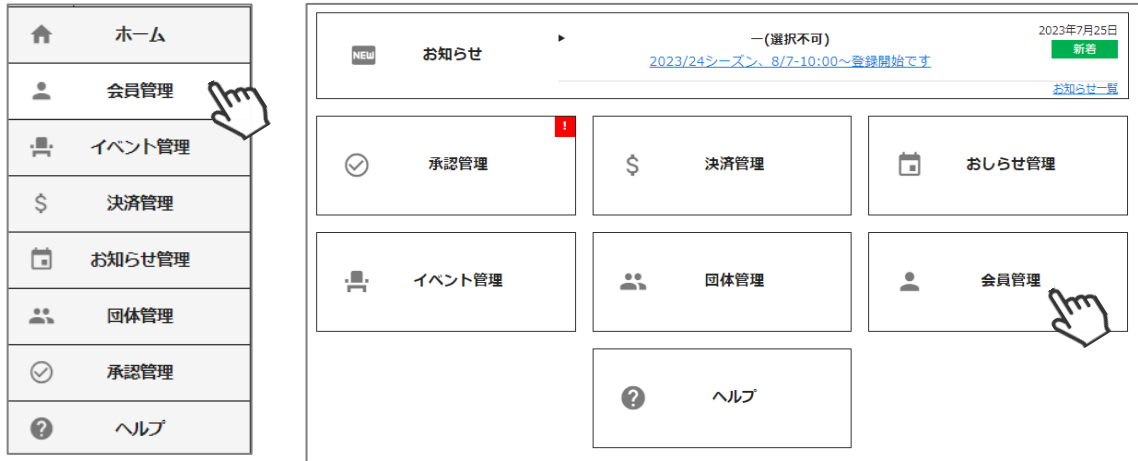 ホーム
会員管理
イベント管理
決済管理
お知らせ管理
団体管理
承認管理
ヘルプ
NEW
お知らせ
ー(選択不可)
2023/24シーズン、8/7-10:00～登録開始です
2023年7月25日
新着
お知らせ一覧
承認管理
!
決済管理
おしらせ管理
イベント管理
団体管理
会員管理
ヘルプ